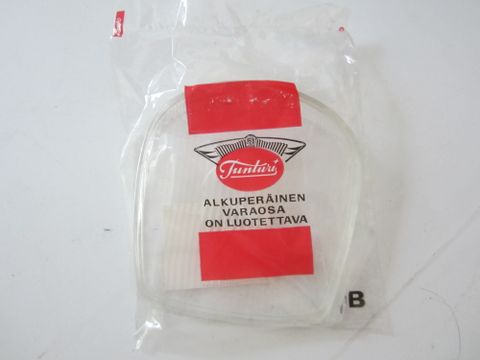 Tunturi
ALKUPERÄINEN
VARAOSA
ON LUOTETTAVA
B